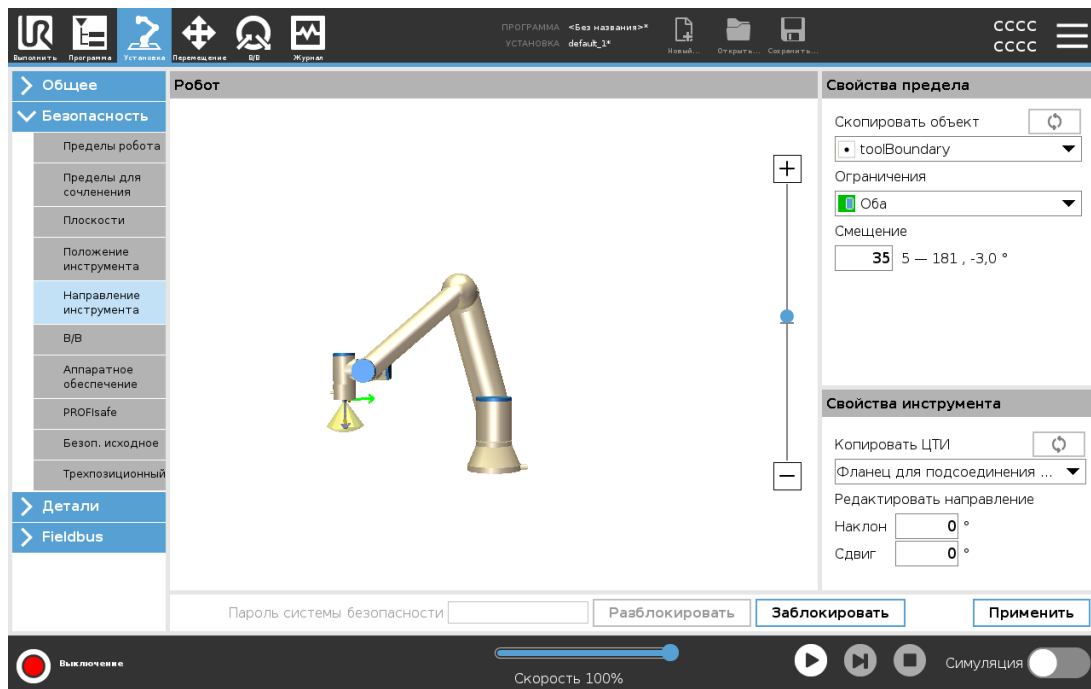 ПРОГРАММА <Без названия>*
УСТАНОВКА default_1*
Выполнить
Программа
Установка
Перемещение
В/В
Журнал
Новый...
Открыть...
Сохранить...
CCCC
CCCC
Общее
Безопасность
Пределы робота
Пределы для
сочленения
Плоскости
Положение
инструмента
Направление
инструмента
В/В
Аппаратное
обеспечение
PROFIsafe
Безоп. исходное
Трехпозиционный
Детали
Fieldbus
Робот
Свойства предела
Скопировать объект
toolBoundary
Ограничения
Оба
Смещение
35 5 — 181 , -3,0 °
Свойства инструмента
Копировать ЦТИ
Фланец для подсоединения ...
Редактировать направление
Наклон 0 °
Сдвиг 0 °
Пароль системы безопасности
Разблокировать
Заблокировать
Применить
Выключение
Скорость 100%
Симуляция